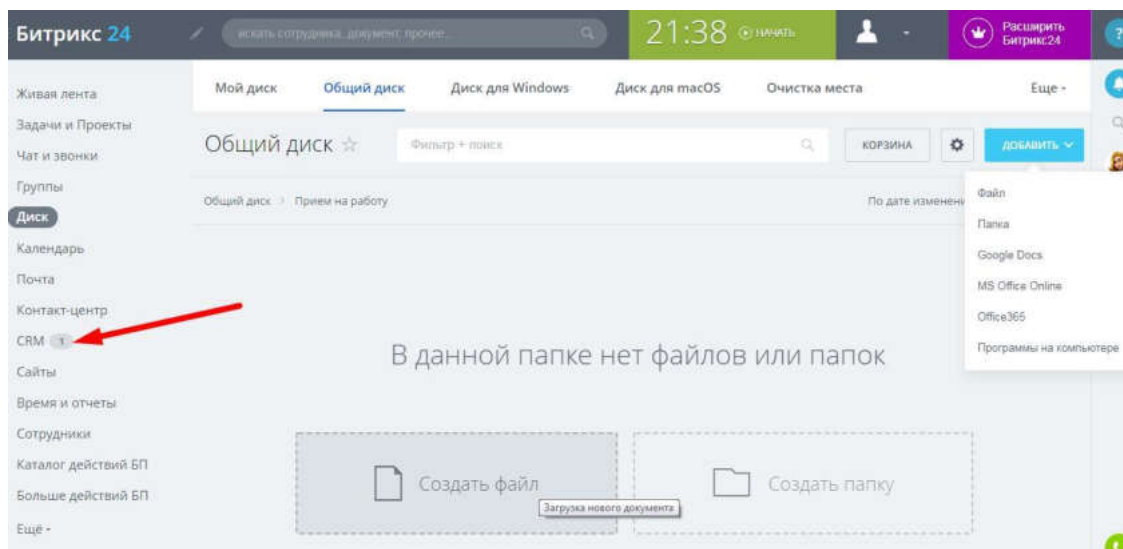 Битрикс 24
искать сотрудника, документ, прочее...
21:38
НАЧАТЬ
Расширить
Битрикс24
?
Живая лента
Задачи и Проекты
Чат и звонки
Группы
Диск
Календарь
Почта
Контакт-центр
CRM 1
Сайты
Время и отчеты
Сотрудники
Каталог действий БП
Больше действий БП
Ещё -
Мой диск
Общий диск
Диск для Windows
Диск для macOS
Очистка места
Еще -
Общий диск
Фильтр + поиск
КОРЗИНА
ДОБАВИТЬ
Общий диск > Прием на работу
По дате изменени
Файл
Папка
Google Docs
MS Office Online
Office365
Программы на компьютере
В данной папке нет файлов или папок
Создать файл
Загрузка нового документа
Создать папку